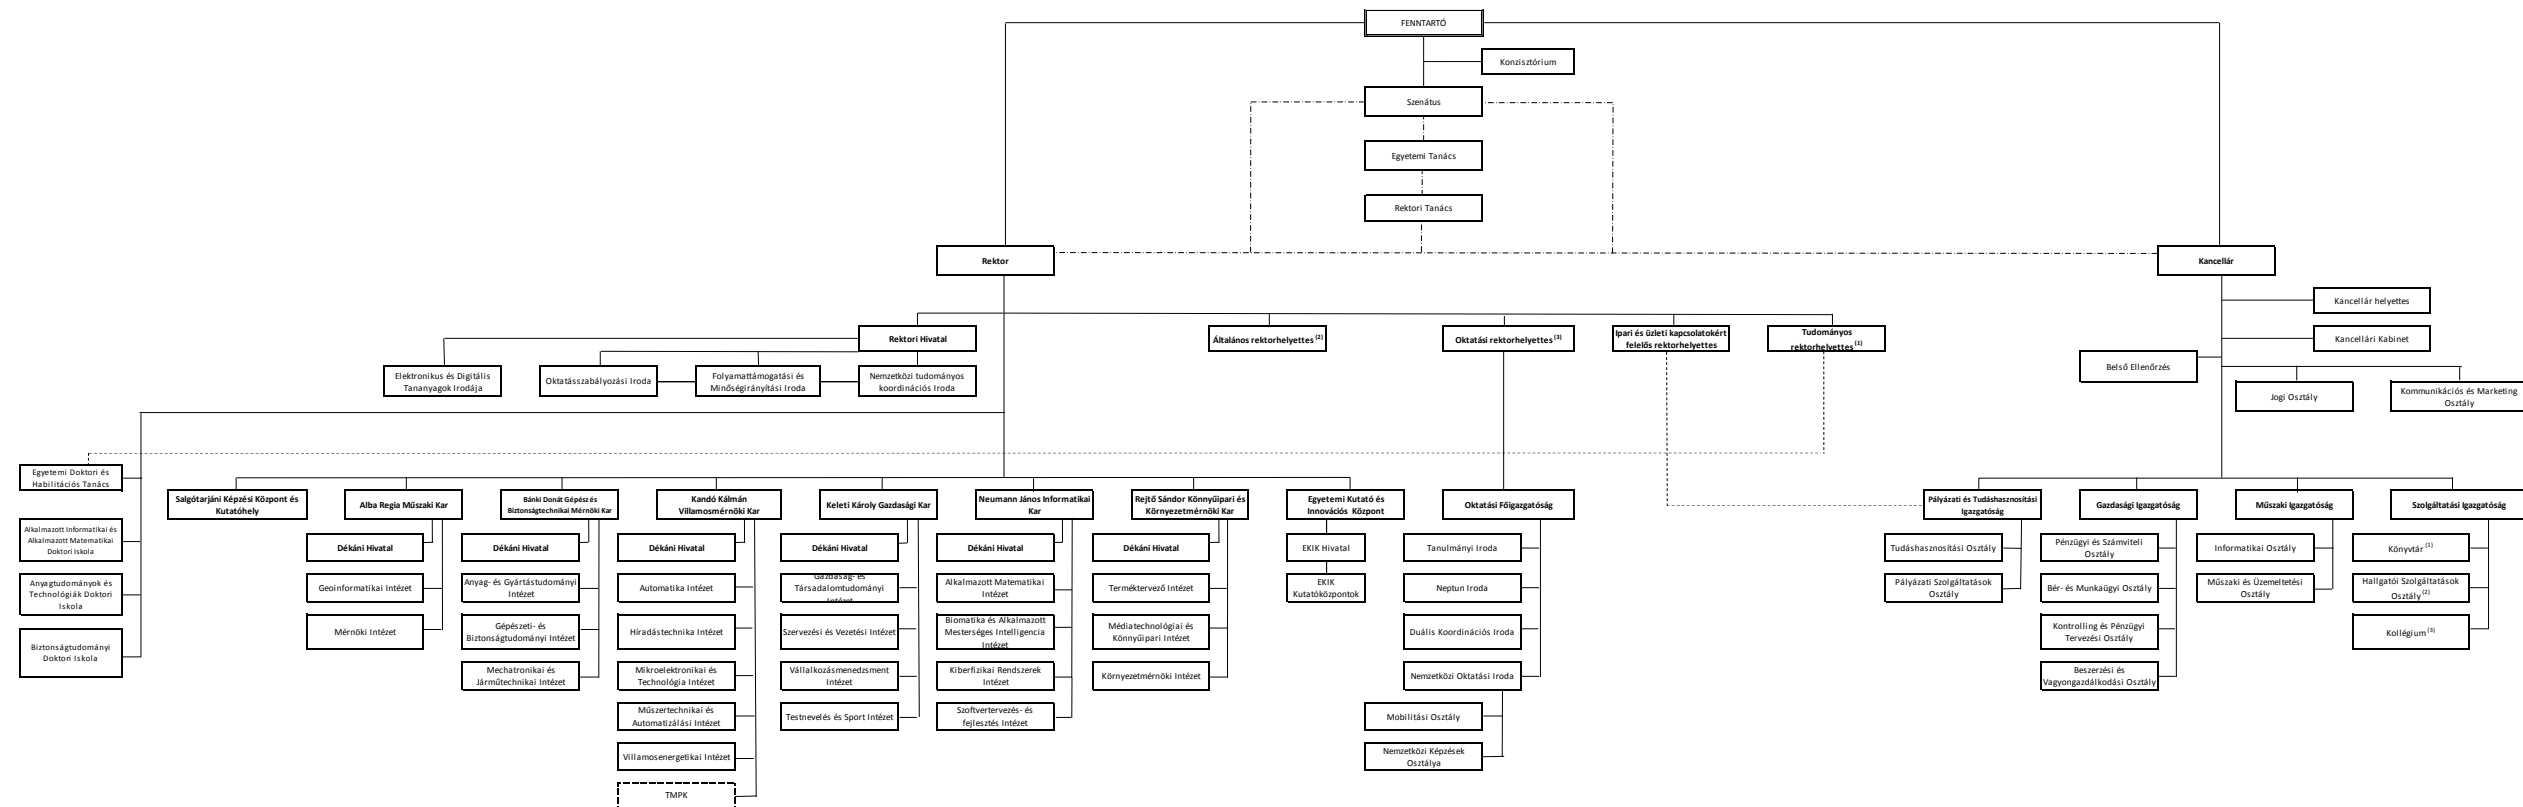 FENNTARTÓ
Konzisztórium
Szenátus
Egyetemi Tanács
Rektori Tanács
Rektor
Kancellár
Kancellár helyettes
Kancellári Kabinet
Belső Ellenőrzés
Jogi Osztály
Kommunikációs és Marketing
Osztály
Rektori Hivatal
Általános rektorhelyettes (2)
Oktatási rektorhelyettes (3)
Ipari és üzleti kapcsolatokért
felelős rektorhelyettes
Tudományos
rektorhelyettes (1)
Elektronikus és Digitális
Tananyagok Irodája
Oktatásszabályozási Iroda
Folyamattámogatási és
Minőségirányítási Iroda
Nemzetközi tudományos
koordinációs Iroda
Egyetemi Doktori és
Habilitációs Tanács
Alkalmazott Informatikai és
Alkalmazott Matematikai
Doktori Iskola
Anyagtudományok és
Technológiák Doktori
Iskola
Biztonságtudományi
Doktori Iskola
Salgótarjáni Képzési Központ és
Kutatóhely
Alba Regia Műszaki Kar
Dékáni Hivatal
Geoinformatikai Intézet
Mérnöki Intézet
Bánki Donát Gépész és
Biztonságtechnikai Mérnöki Kar
Dékáni Hivatal
Anyag- és Gyártástudományi
Intézet
Gépészeti- és
Biztonságtudományi Intézet
Mechatronikai és
Járműtechnikai Intézet
Kandó Kálmán
Villamosmérnöki Kar
Dékáni Hivatal
Automatika Intézet
Híradástechnika Intézet
Mikroelektronikai és
Technológia Intézet
Műszertechnikai és
Automatizálási Intézet
Villamosenergetikai Intézet
TMPK
Keleti Károly Gazdasági Kar
Dékáni Hivatal
Gazdaság- és
Társadalomtudományi
Intézet
Szervezési és Vezetési Intézet
Vállalkozásmenedzsment
Intézet
Testnevelés és Sport Intézet
Neumann János Informatikai
Kar
Dékáni Hivatal
Alkalmazott Matematikai
Intézet
Biomatika és Alkalmazott
Mesterséges Intelligencia
Intézet
Kiberfizikai Rendszerek
Intézet
Szoftvertervezés- és
fejlesztés Intézet
Rejtő Sándor Könnyűipari és
Környezetmérnöki Kar
Dékáni Hivatal
Terméktervező Intézet
Médiatechnológiai és
Könnyűipari Intézet
Környezetmérnöki Intézet
Egyetemi Kutató és
Innovációs Központ
EKIK Hivatal
EKIK
Kutatóközpontok
Oktatási Főigazgatóság
Tanulmányi Iroda
Neptun Iroda
Duális Koordinációs Iroda
Nemzetközi Oktatási Iroda
Mobilitási Osztály
Nemzetközi Képzések
Osztálya
Pályázati és Tudáshasznosítási
Igazgatóság
Tudáshasznosítási Osztály
Pályázati Szolgáltatások
Osztály
Gazdasági Igazgatóság
Pénzügyi és Számviteli
Osztály
Bér- és Munkaügyi Osztály
Kontrolling és Pénzügyi
Tervezési Osztály
Beszerzési és
Vagyongazdálkodási Osztály
Műszaki Igazgatóság
Informatikai Osztály
Műszaki és Üzemeltetési
Osztály
Szolgáltatási Igazgatóság
Könyvtár (1)
Hallgatói Szolgáltatások
Osztály (2)
Kollégium (3)